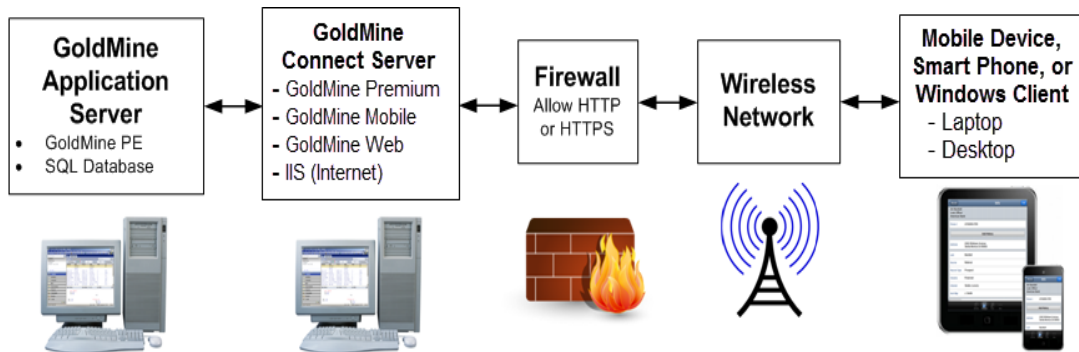 GoldMine
Application
Server
• GoldMine PE
• SQL Database
GoldMine
Connect Server
- GoldMine Premium
- GoldMine Mobile
- GoldMine Web
- IIS (Internet)
Firewall
Allow HTTP
or HTTPS
Wireless
Network
Mobile Device,
Smart Phone, or
Windows Client
- Laptop
- Desktop